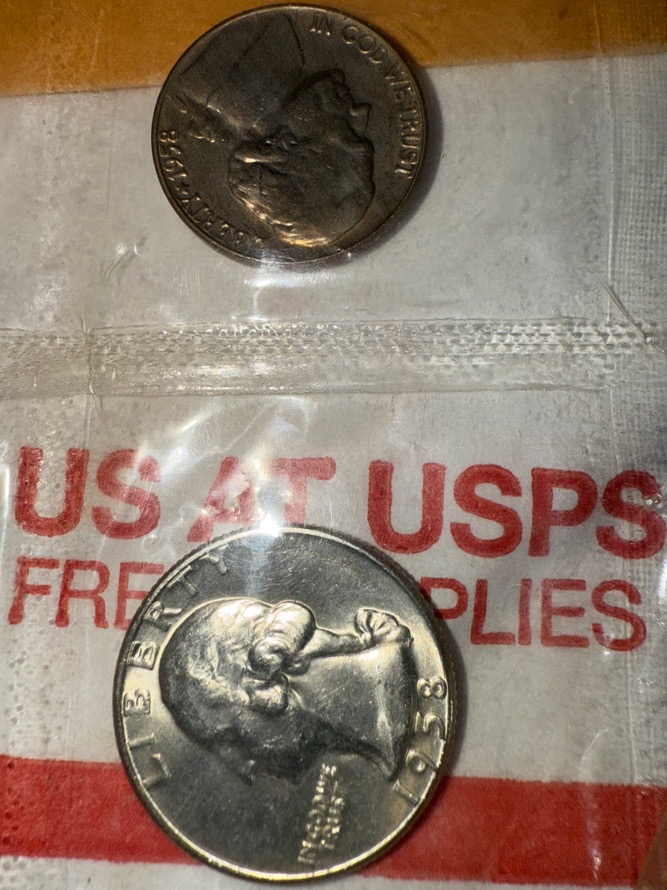 IN GOD WE TRUST
LIBERTY ★ 1958
US AT USPS
FRE PLIES
LIBERTY
IN GOD WE
TRUST
1958